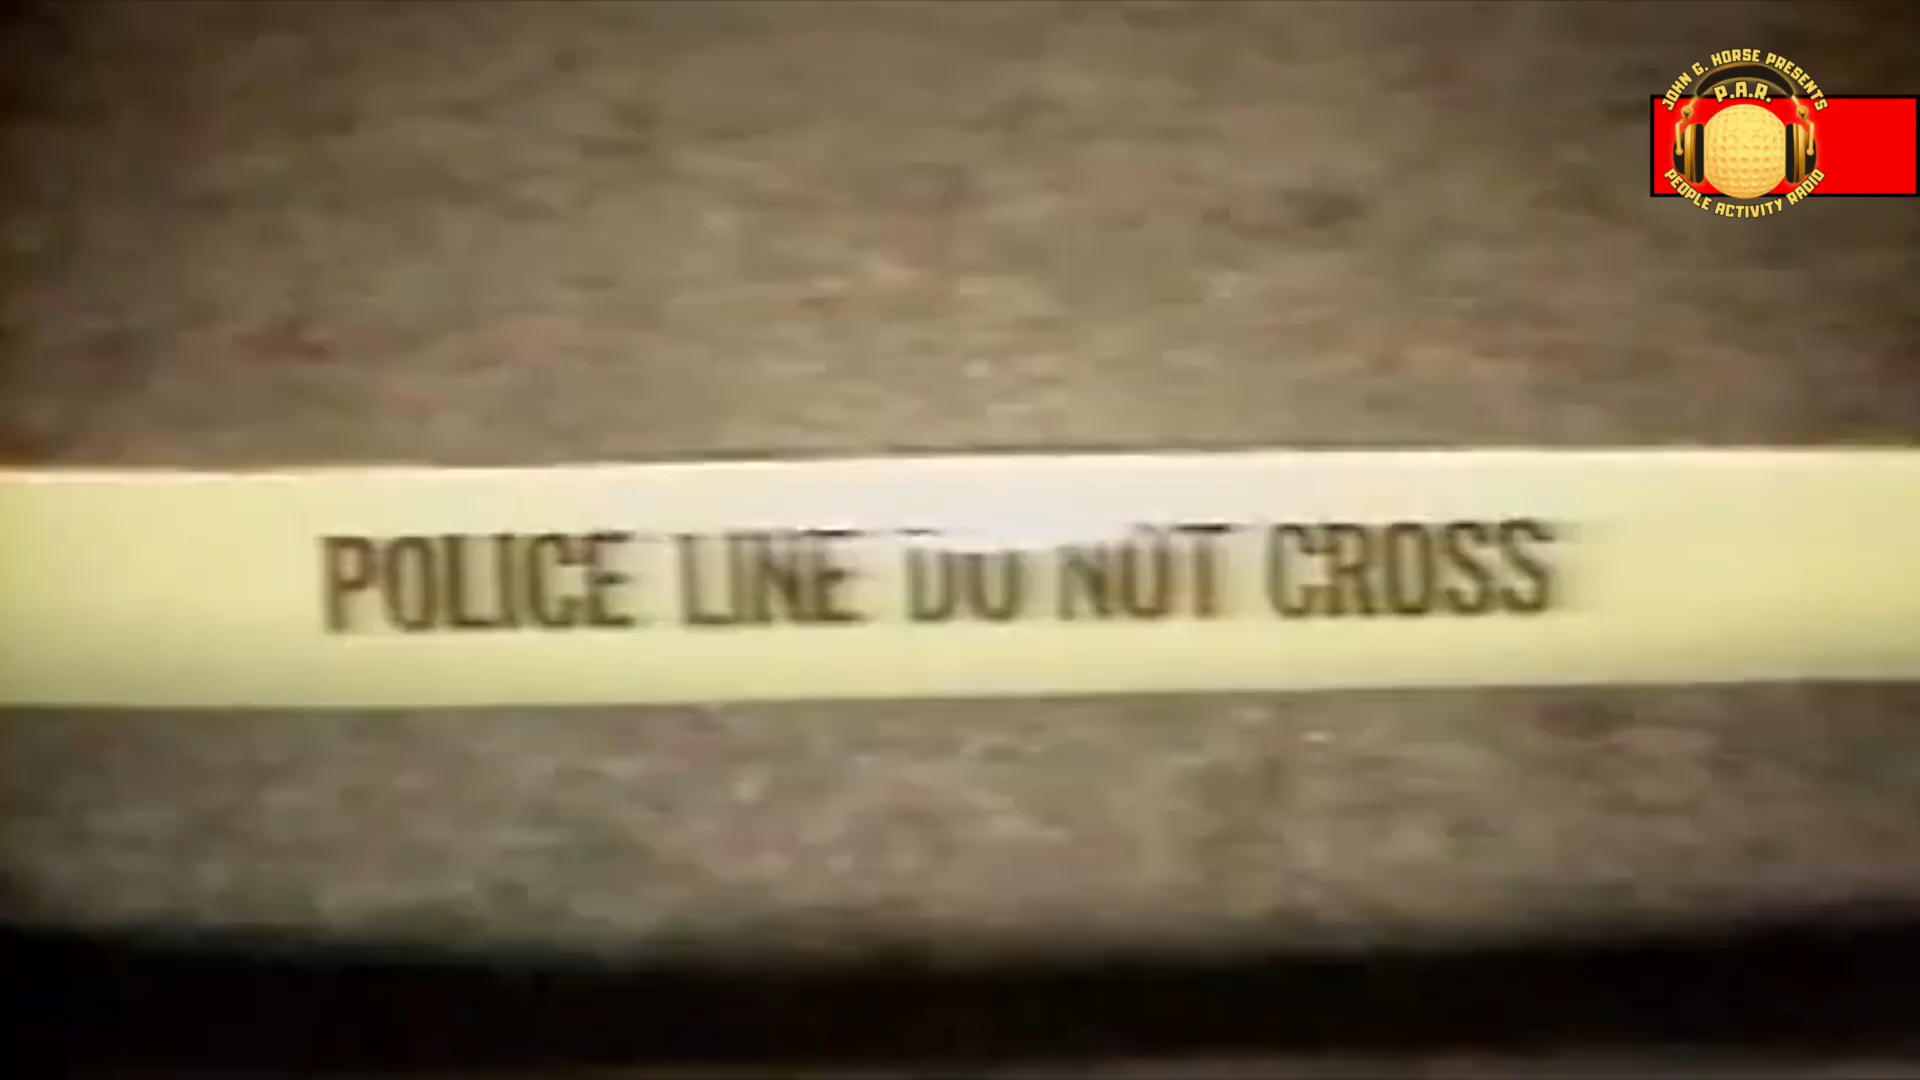 JOHN G. HORSE PRESENTS
P.A.R.
PEOPLE ACTIVITY RADIO
POLICE LINE DO NOT CROSS